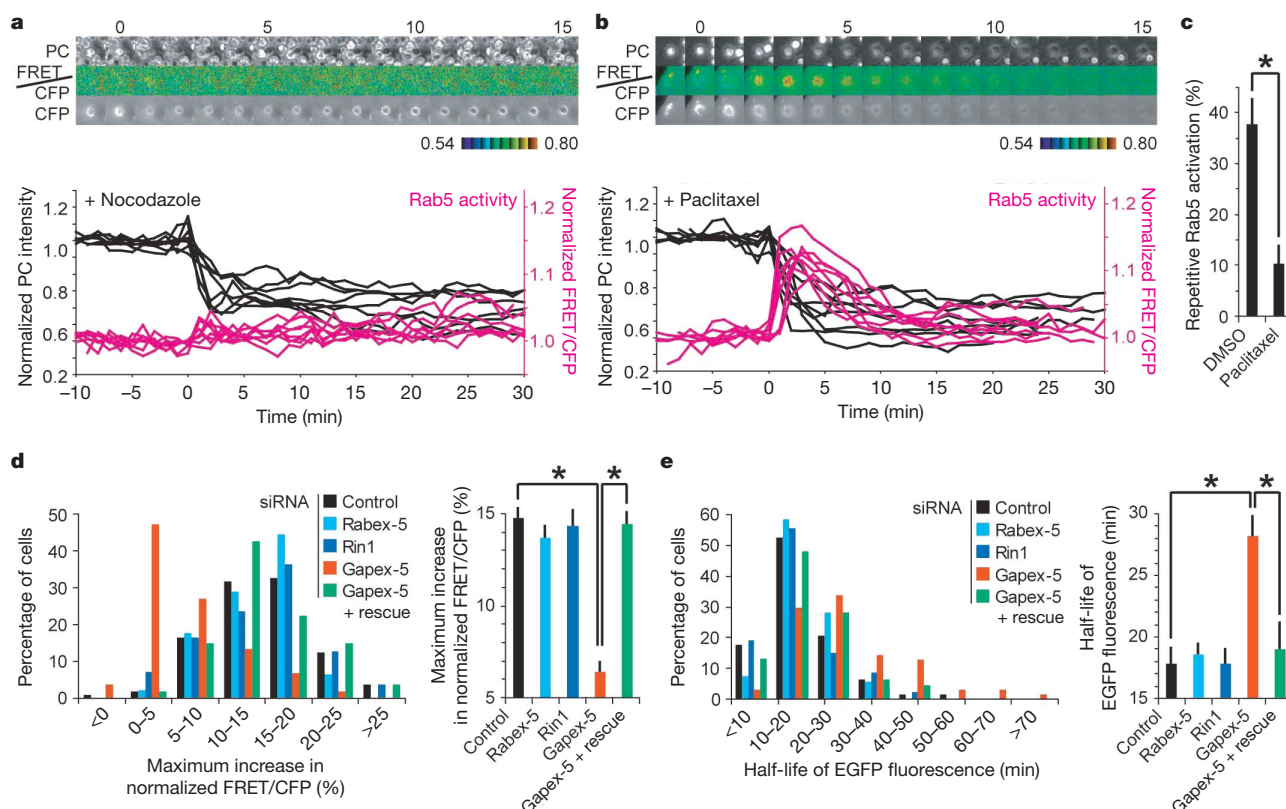 a
0 5 10 15
PC
FRET
CFP
CFP
0.54 0.80
+ Nocodazole
Rab5 activity
Normalized PC intensity
1.2
1.0
0.8
0.6
0.4
0.2
Normalized FRET/CFP
1.2
1.1
1.0
–10 –5 0 5 10 15 20 25 30
Time (min)
b
0 5 10 15
PC
FRET
CFP
CFP
0.54 0.80
+ Paclitaxel
Rab5 activity
Normalized PC intensity
1.2
1.0
0.8
0.6
0.4
0.2
Normalized FRET/CFP
1.2
1.1
1.0
–10 –5 0 5 10 15 20 25 30
Time (min)
c
*
Repetitive Rab5 activation (%)
40
30
20
10
0
DMSO
Paclitaxel
d
Percentage of cells
50
40
30
20
10
0
siRNA
Control
Rabex-5
Rin1
Gapex-5
Gapex-5
+ rescue
<0 0–5 5–10 10–15 15–20 20–25 >25
Maximum increase in
normalized FRET/CFP (%)
* *
Maximum increase
in normalized FRET/CFP (%)
15
10
5
Control
Rabex-5
Rin1
Gapex-5
Gapex-5 + rescue
e
Percentage of cells
60
50
40
30
20
10
0
siRNA
Control
Rabex-5
Rin1
Gapex-5
Gapex-5
+ rescue
<10 10–20 20–30 30–40 40–50 50–60 60–70 >70
Half-life of EGFP fluorescence (min)
* *
Half-life of
EGFP fluorescence (min)
30
25
20
15
Control
Rabex-5
Rin1
Gapex-5
Gapex-5 + rescue